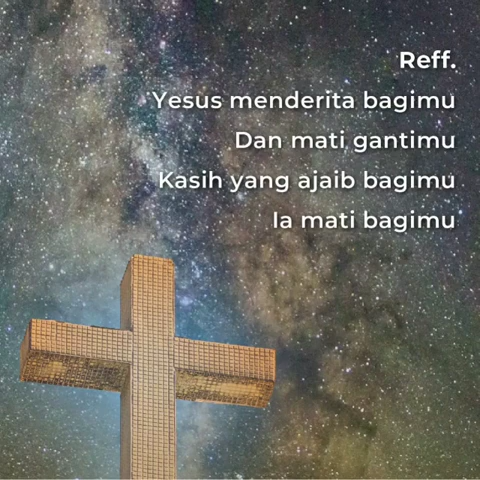 Reff.
Yesus menderita bagimu
Dan mati gantimu
Kasih yang ajaib bagimu
Ia mati bagimu